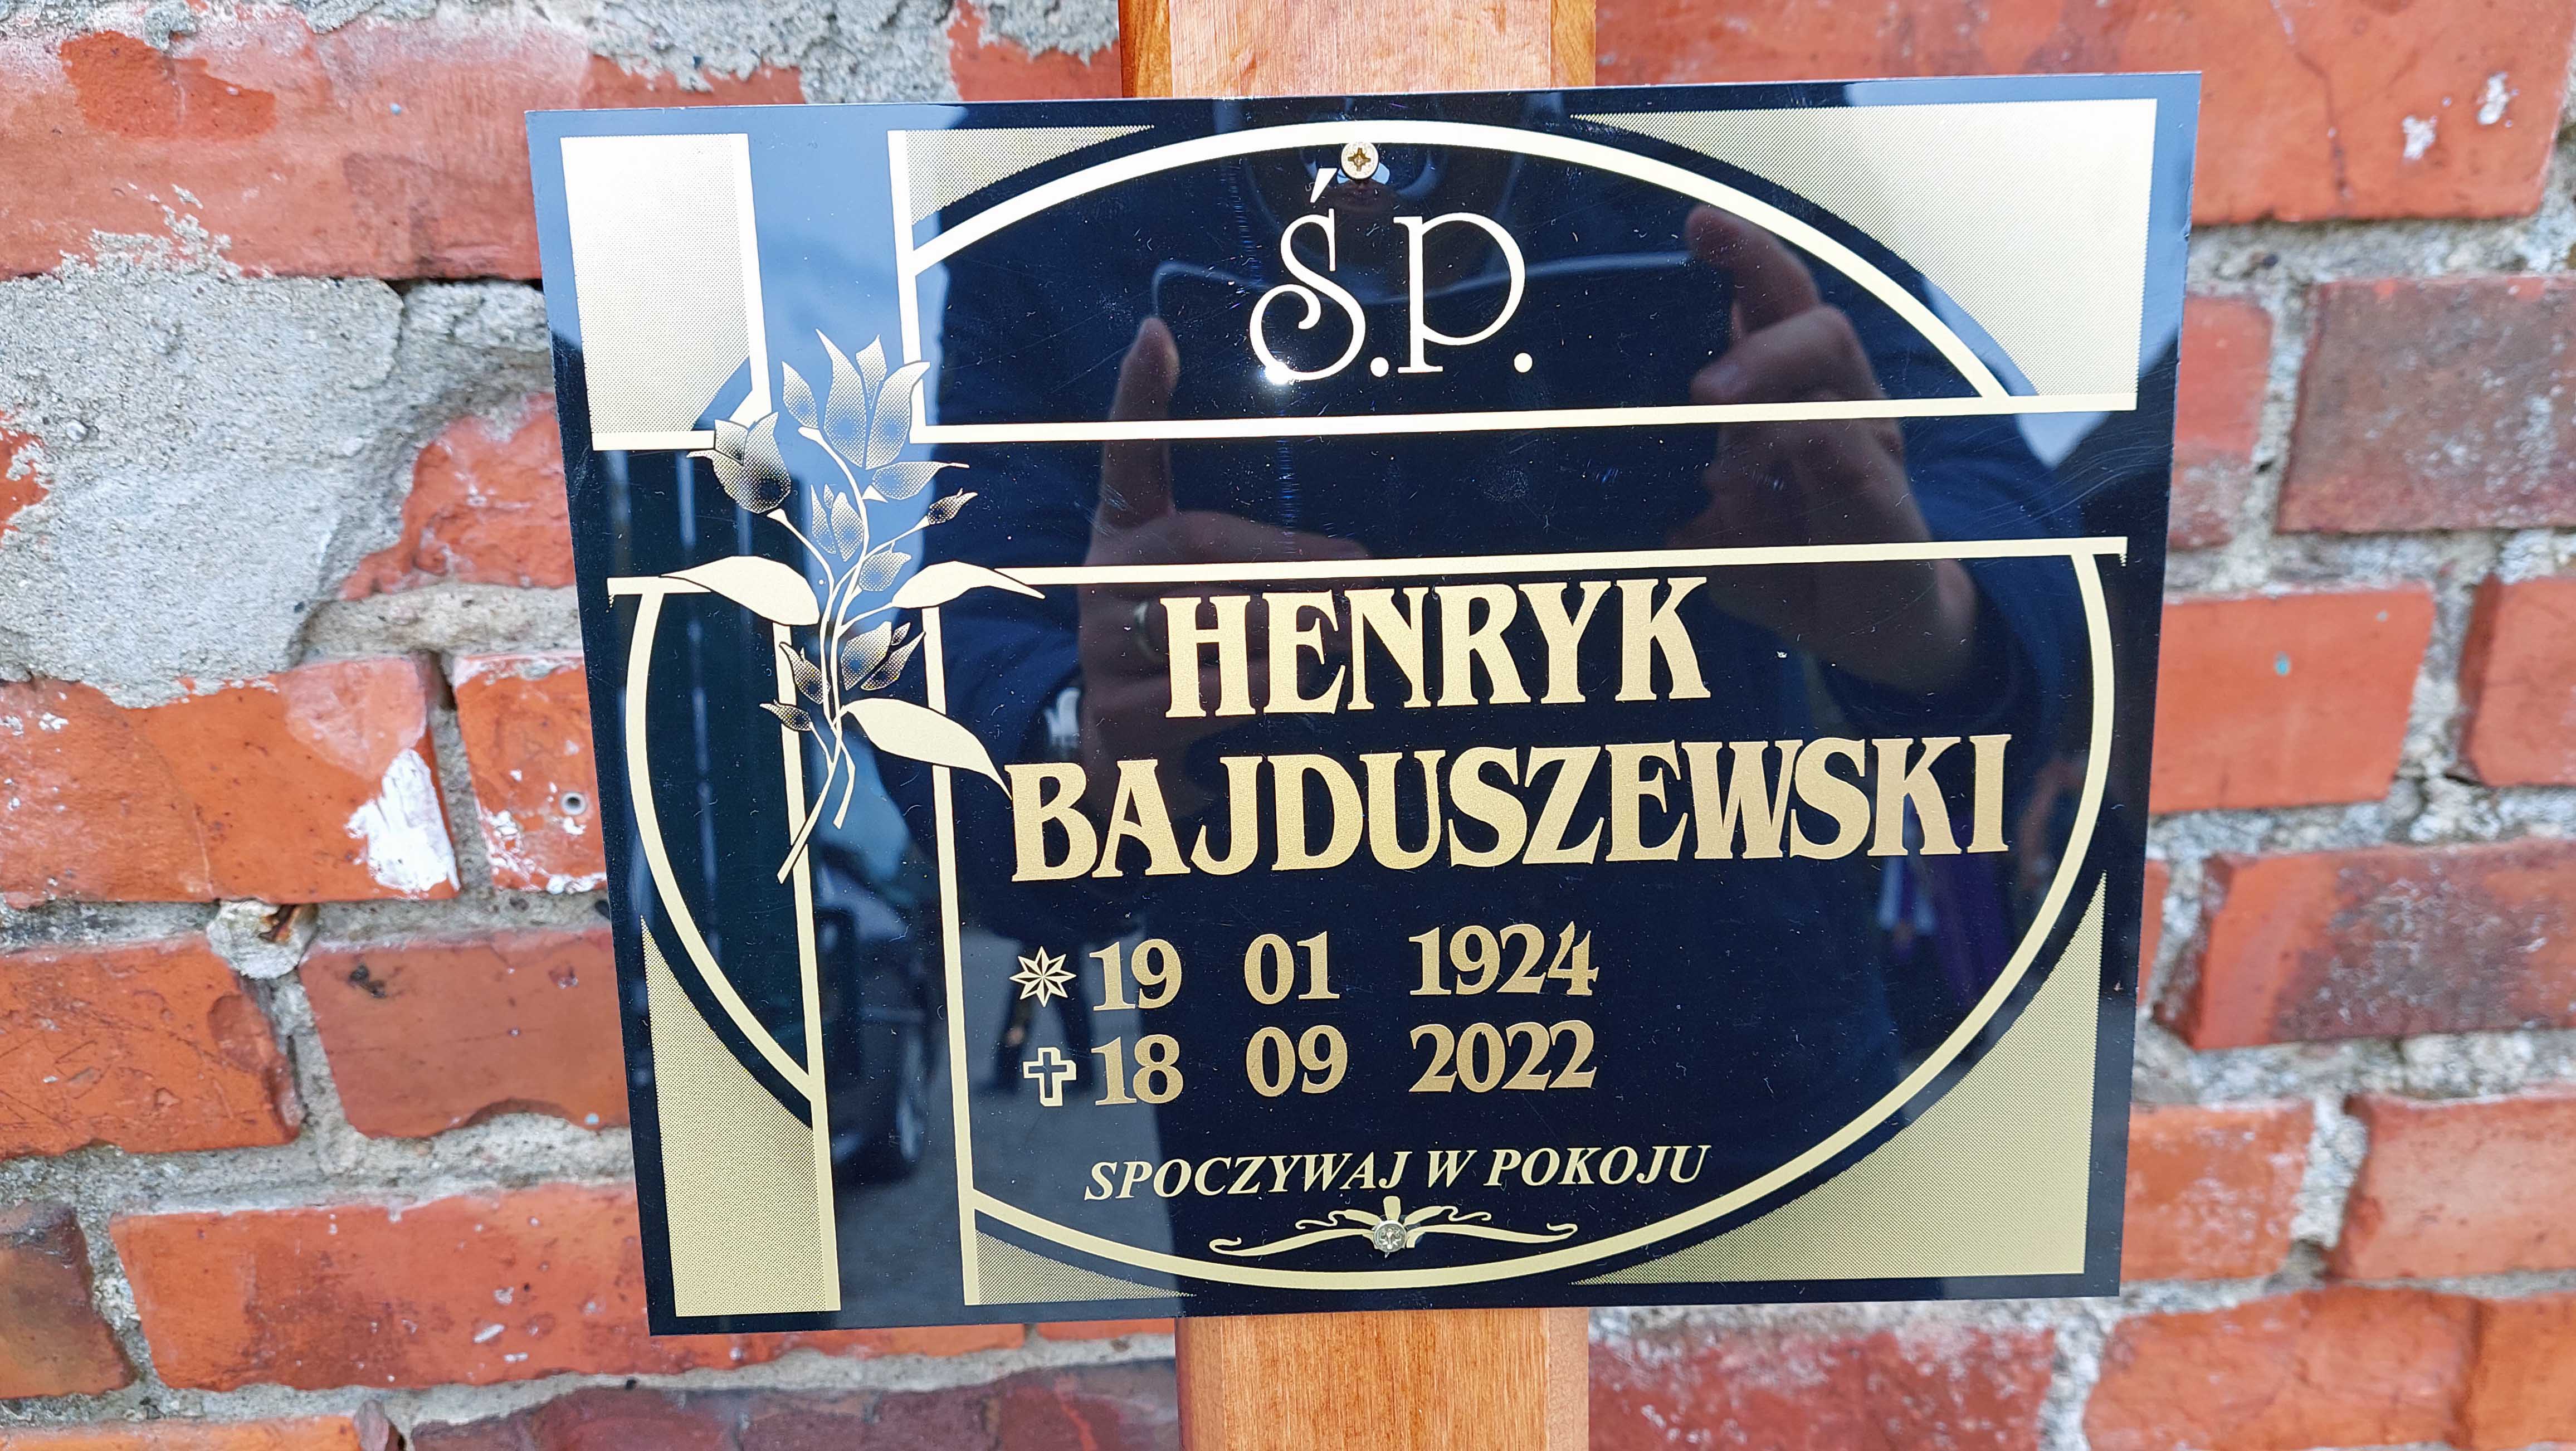 Ś.P.
HENRYK
BAJDUSZEWSKI
19 01 1924
18 09 2022
SPOCZYWAJ W POKOJU